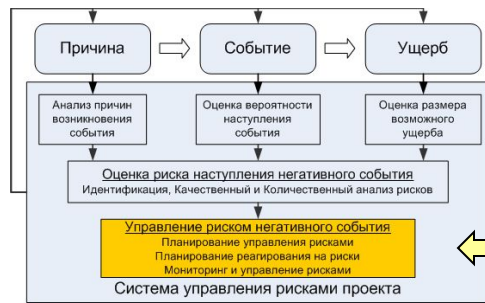 Причина
Событие
Ущерб
Анализ причин
возникновения
события
Оценка вероятности
наступления
события
Оценка размера
возможного
ущерба
Оценка риска наступления негативного события
Идентификация, Качественный и Количественный анализ рисков
Управление риском негативного события
Планирование управления рисками
Планирование реагирования на риски
Мониторинг и управление рисками
Система управления рисками проекта